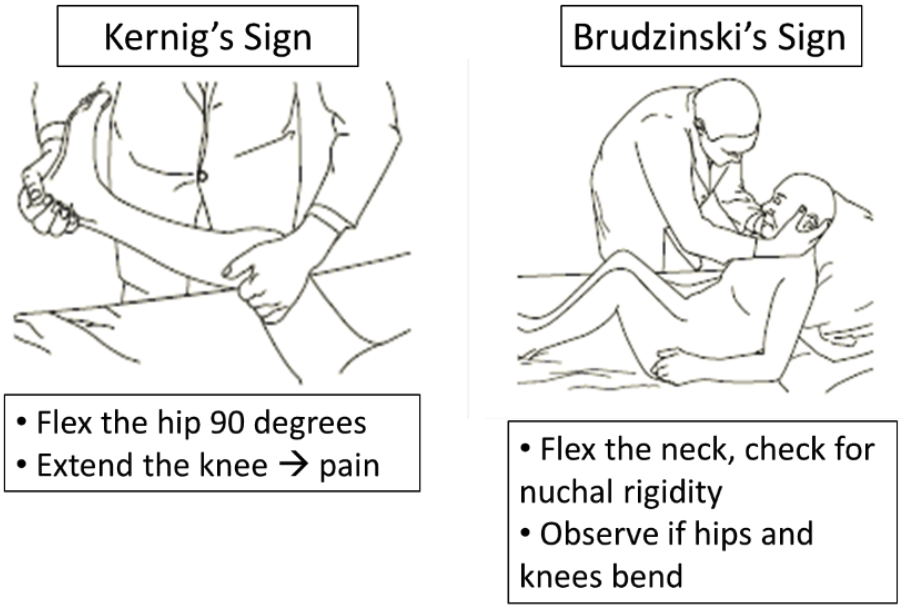 Kernig's Sign
• Flex the hip 90 degrees
• Extend the knee → pain
Brudzinski's Sign
• Flex the neck, check for
nuchal rigidity
• Observe if hips and
knees bend